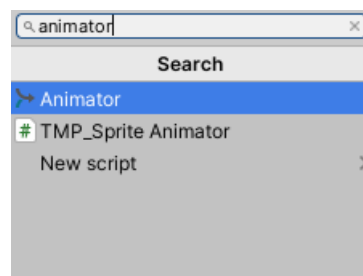 animator
Search
Animator
TMP_Sprite Animator
New script